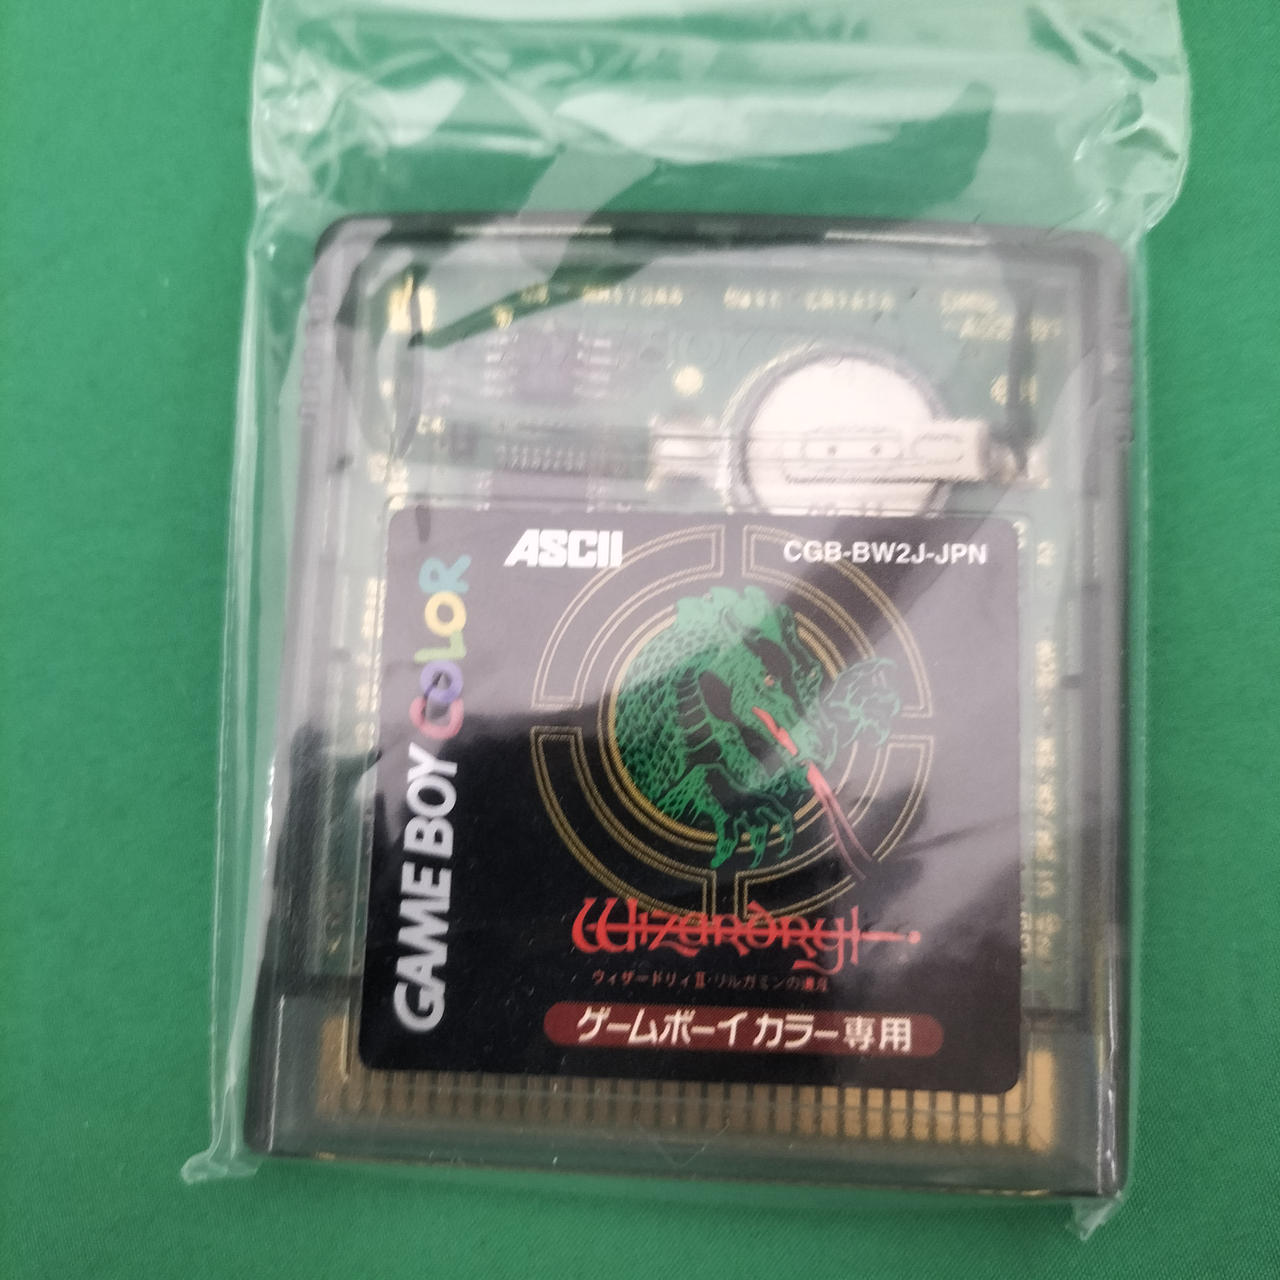 ASCII
CGB-BW2J-JPN
GAME BOY COLOR
Wizardry
ウィザードリィII・リルガミンの遺産
ゲームボーイカラー専用
C4